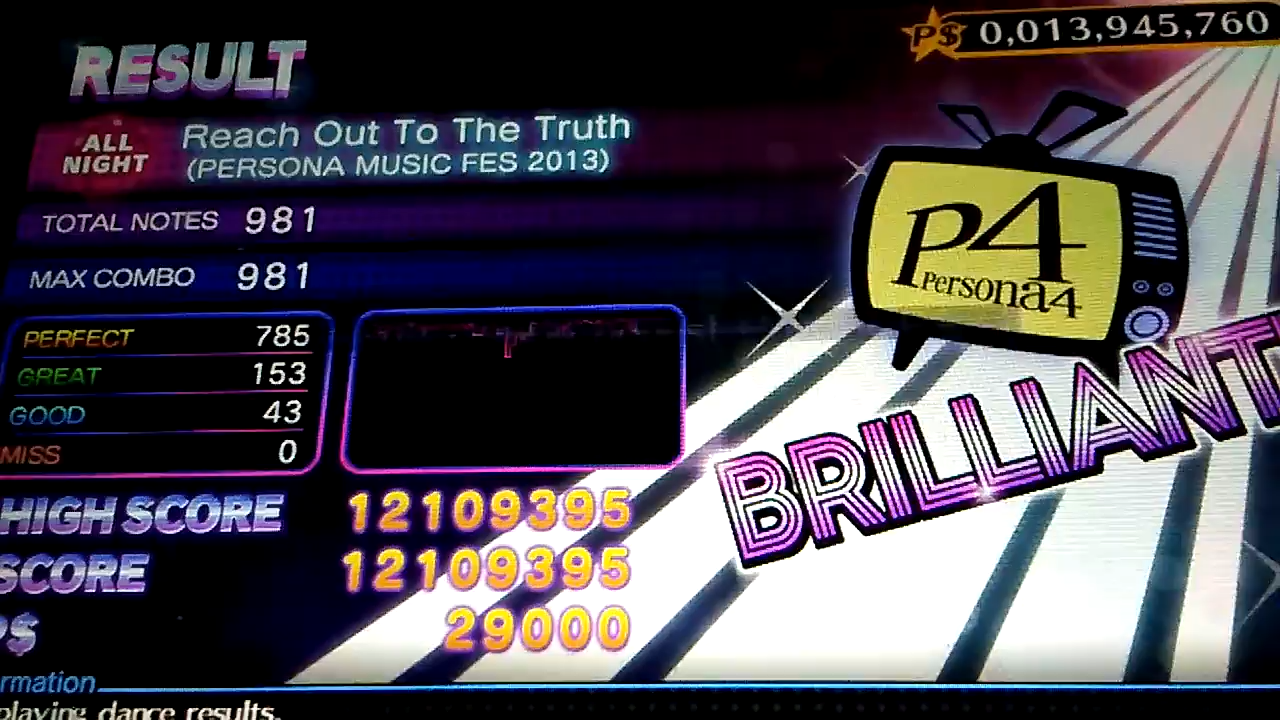 RESULT
P$ 0,013,945,760
ALL NIGHT
Reach Out To The Truth
(PERSONA MUSIC FES 2013)
TOTAL NOTES 981
MAX COMBO 981
PERFECT 785
GREAT 153
GOOD 43
MISS 0
P4
Persona4
BRILLIANT
HIGH SCORE 12109395
SCORE 12109395
P$ 29000
rmation
playing dance results.